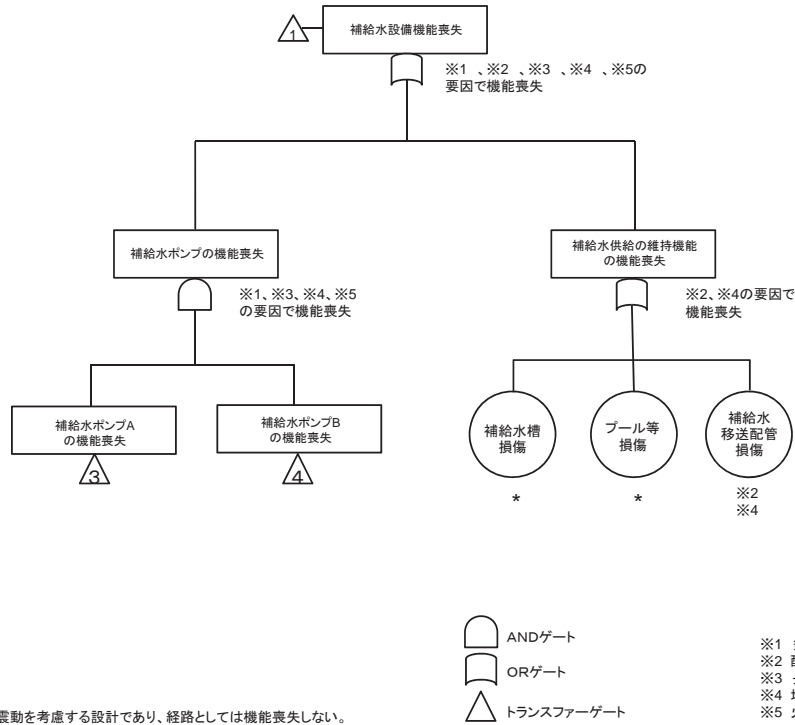 1
補給水設備機能喪失
※1 、※2 、※3 、※4 、※5の
要因で機能喪失
補給水ポンプの機能喪失
※1、※3、※4、※5
の要因で機能喪失
補給水供給の維持機能
の機能喪失
※2、※4の要因で
機能喪失
補給水ポンプA
の機能喪失
3
補給水ポンプB
の機能喪失
4
補給水槽
損傷
*
プール等
損傷
*
補給水
移送配管
損傷
※2
※4
ANDゲート
ORゲート
トランスファーゲート
※1
※2
※3
※4
※5
震動を考慮する設計であり、経路としては機能喪失しない。